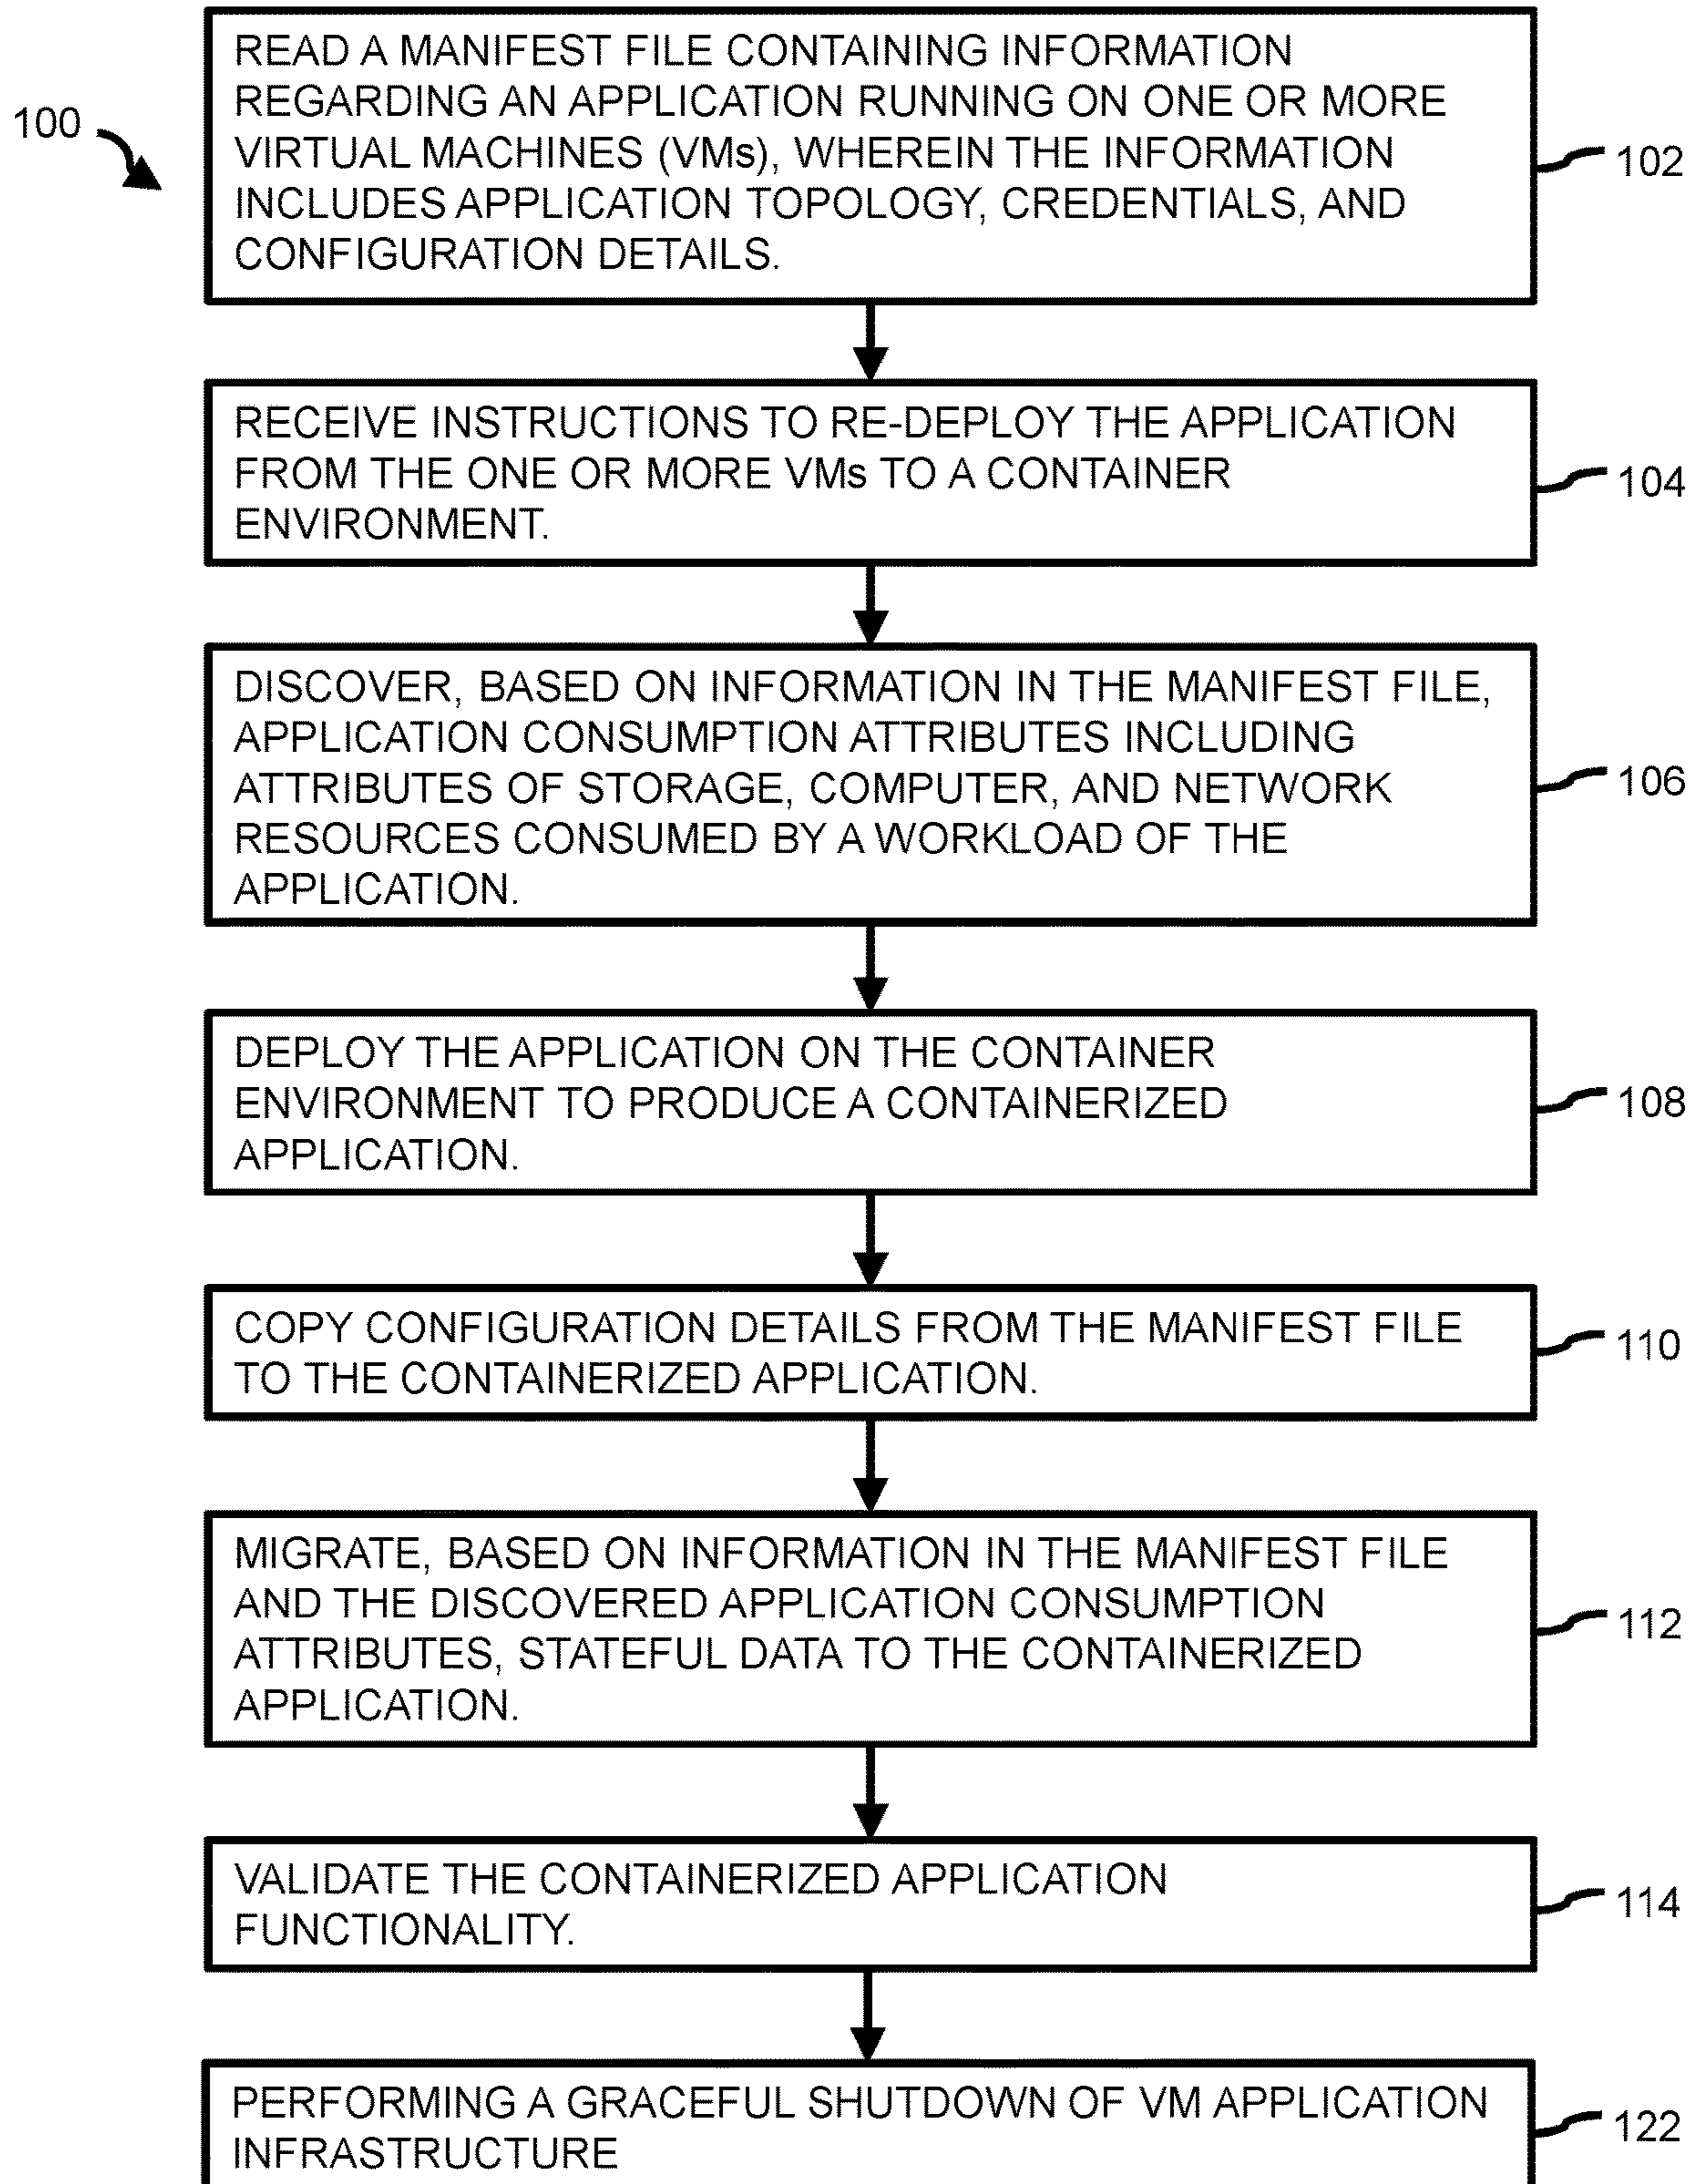 100
READ A MANIFEST FILE CONTAINING INFORMATION
REGARDING AN APPLICATION RUNNING ON ONE OR MORE
VIRTUAL MACHINES (VMs), WHEREIN THE INFORMATION
INCLUDES APPLICATION TOPOLOGY, CREDENTIALS, AND
CONFIGURATION DETAILS.
102
RECEIVE INSTRUCTIONS TO RE-DEPLOY THE APPLICATION
FROM THE ONE OR MORE VMs TO A CONTAINER
ENVIRONMENT.
104
DISCOVER, BASED ON INFORMATION IN THE MANIFEST FILE,
APPLICATION CONSUMPTION ATTRIBUTES INCLUDING
ATTRIBUTES OF STORAGE, COMPUTER, AND NETWORK
RESOURCES CONSUMED BY A WORKLOAD OF THE
APPLICATION.
106
DEPLOY THE APPLICATION ON THE CONTAINER
ENVIRONMENT TO PRODUCE A CONTAINERIZED
APPLICATION.
108
COPY CONFIGURATION DETAILS FROM THE MANIFEST FILE
TO THE CONTAINERIZED APPLICATION.
110
MIGRATE, BASED ON INFORMATION IN THE MANIFEST FILE
AND THE DISCOVERED APPLICATION CONSUMPTION
ATTRIBUTES, STATEFUL DATA TO THE CONTAINERIZED
APPLICATION.
112
VALIDATE THE CONTAINERIZED APPLICATION
FUNCTIONALITY.
114
PERFORMING A GRACEFUL SHUTDOWN OF VM APPLICATION
INFRASTRUCTURE
122